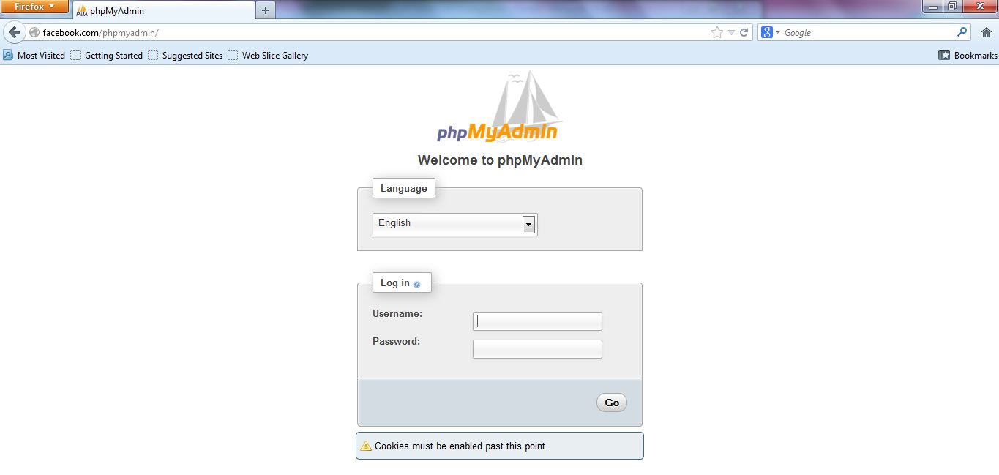 Firefox
PMA phpMyAdmin
facebook.com/phpmyadmin/
8 Google
Most Visited Getting Started Suggested Sites Web Slice Gallery Bookmarks
phpMyAdmin
Welcome to phpMyAdmin
Language
English
Log in
Username:
Password:
Go
Cookies must be enabled past this point.